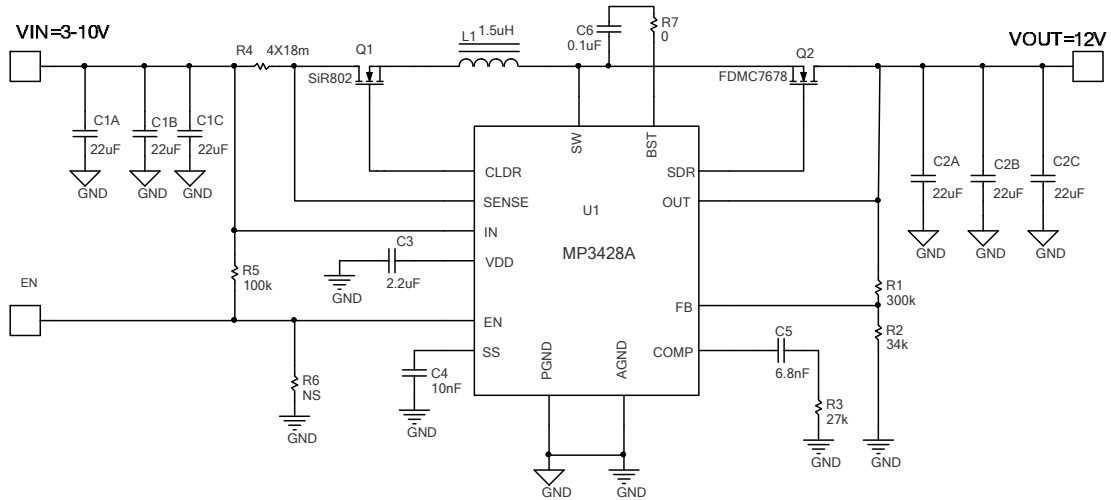 VIN=3-10V
R4 4X18m
Q1
SiR802
L1 1.5uH
C6
0.1uF
R7
0
Q2
FDMC7678
VOUT=12V
C1A
22uF
GND
C1B
22uF
GND
C1C
22uF
GND
SW
BST
CLDR
SENSE
IN
VDD
EN
SS
PGND
AGND
SDR
OUT
FB
COMP
U1
MP3428A
C2A
22uF
GND
C2B
22uF
GND
C2C
22uF
GND
C3
2.2uF
GND
R5
100k
EN
R6
NS
GND
C4
10nF
GND
R1
300k
R2
34k
C5
6.8nF
R3
27k
GND
GND
GND
GND